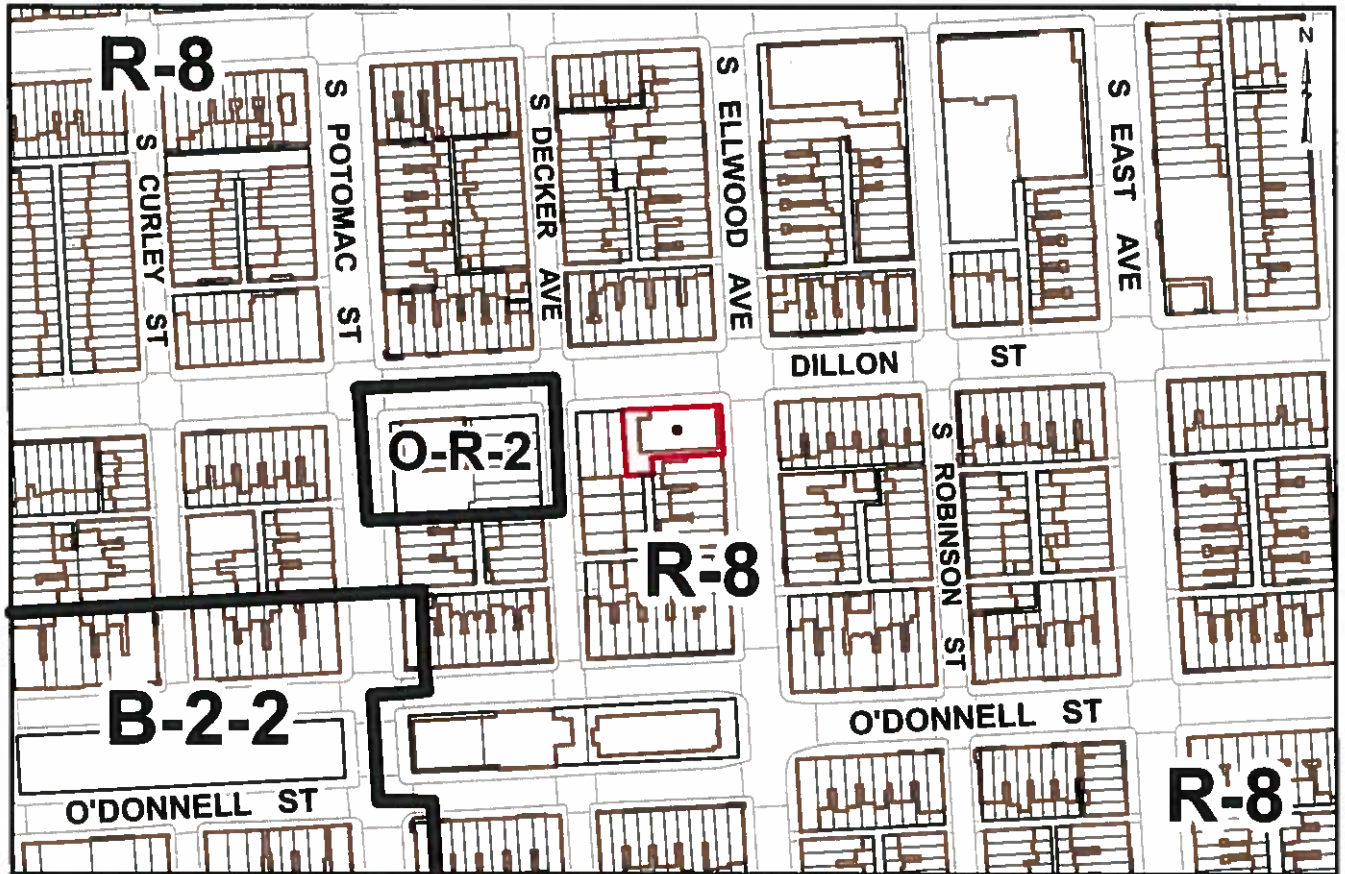 R-8
N
S CURLEY ST
S POTOMAC ST
S DECKER AVE
S ELLWOOD AVE
S EAST AVE
DILLON ST
O-R-2
R-8
S ROBINSON ST
B-2-2
O'DONNELL ST
O'DONNELL ST
R-8